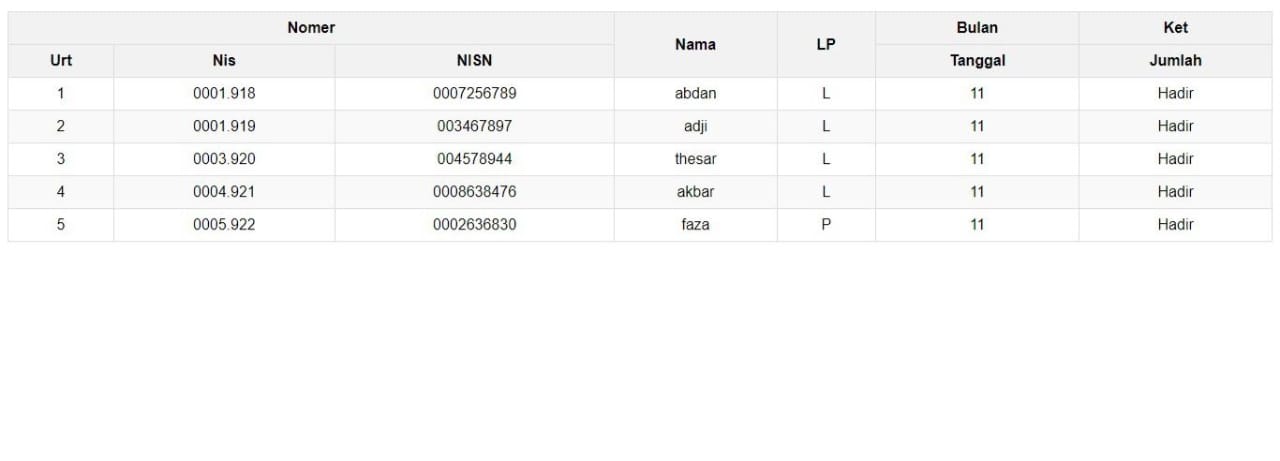 Nomer Nama LP Bulan Ket
Urt Nis NISN Tanggal Jumlah
1 0001.918 0007256789 abdan L 11 Hadir
2 0001.919 003467897 adji L 11 Hadir
3 0003.920 004578944 thesar L 11 Hadir
4 0004.921 0008638476 akbar L 11 Hadir
5 0005.922 0002636830 faza P 11 Hadir